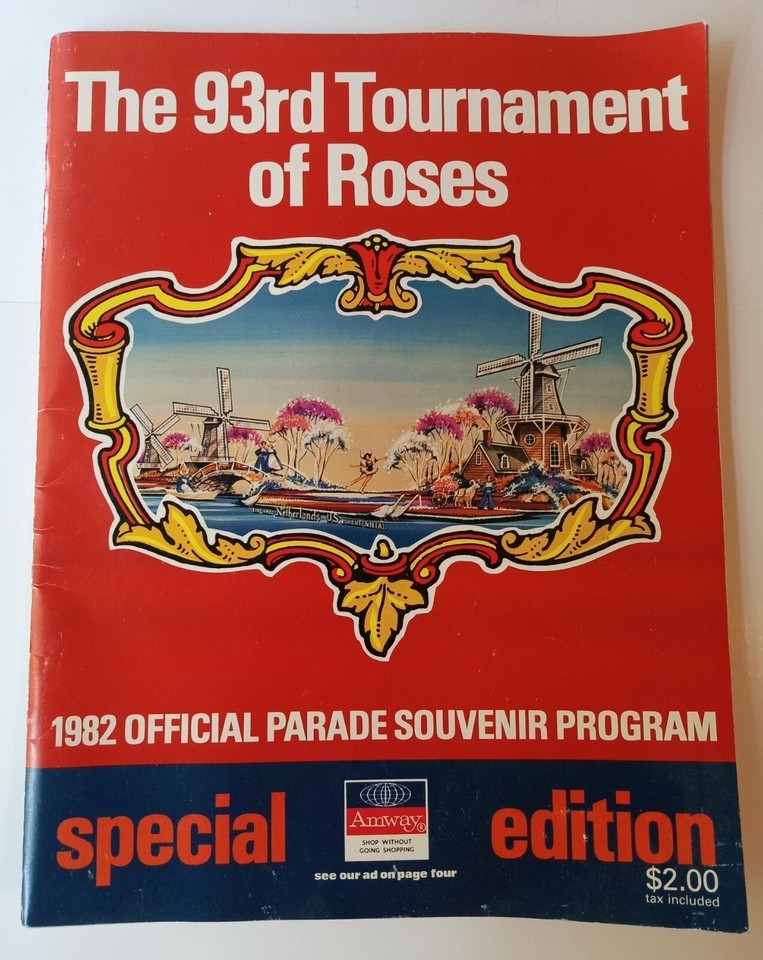 The 93rd Tournament
of Roses
Netherlands US
1982 OFFICIAL PARADE SOUVENIR PROGRAM
special
Amway®
SHOP WITHOUT
GOING SHOPPING
edition
see our ad on page four
$2.00
tax included